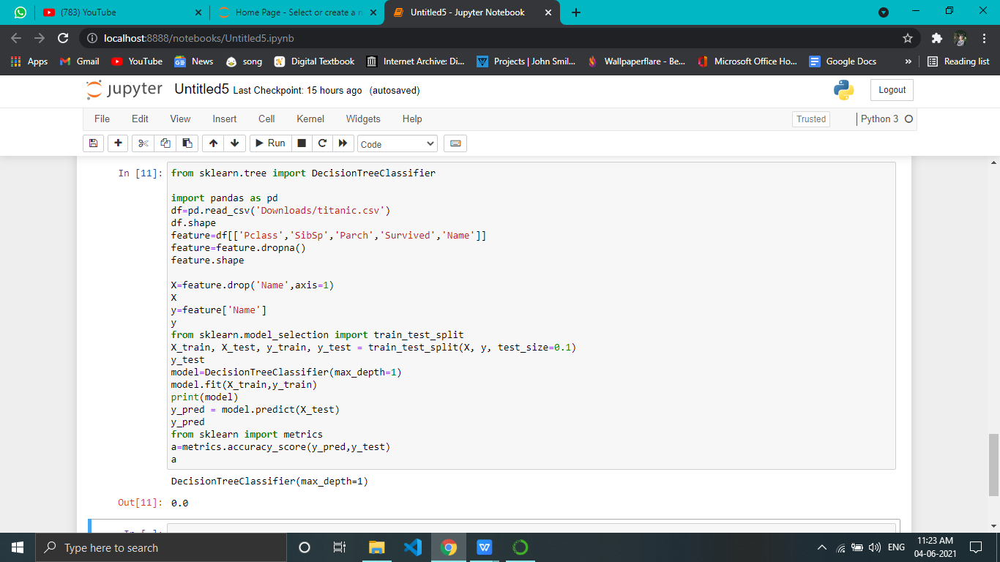 (783) YouTube
Home Page - Select or create a n
Untitled5 - Jupyter Notebook
localhost:8888/notebooks/Untitled5.ipynb
Apps Gmail YouTube News song Digital Textbook Internet Archive: Di... Projects | John Smil... Wallpaperflare - Be... Microsoft Office Ho... Google Docs » Reading list
jupyter Untitled5 Last Checkpoint: 15 hours ago (autosaved)
Logout
File Edit View Insert Cell Kernel Widgets Help
Trusted
Python 3
Run
Code
In [11]: from sklearn.tree import DecisionTreeClassifier
import pandas as pd
df=pd.read_csv('Downloads/titanic.csv')
df.shape
feature=df[['Pclass','SibSp','Parch','Survived','Name']]
feature=feature.dropna()
feature.shape
X=feature.drop('Name',axis=1)
X
y=feature['Name']
y
from sklearn.model_selection import train_test_split
X_train, X_test, y_train, y_test = train_test_split(X, y, test_size=0.1)
y_test
model=DecisionTreeClassifier(max_depth=1)
model.fit(X_train,y_train)
print(model)
y_pred = model.predict(X_test)
y_pred
from sklearn import metrics
a=metrics.accuracy_score(y_pred,y_test)
a
DecisionTreeClassifier(max_depth=1)
Out[11]: 0.0
In [ ]:
Type here to search
ENG
11:23 AM
04-06-2021